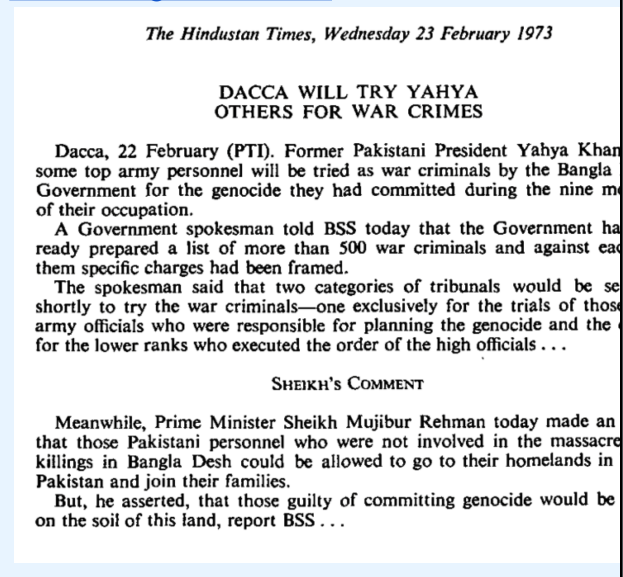 The Hindustan Times, Wednesday 23 February 1973
DACCA WILL TRY YAHYA
OTHERS FOR WAR CRIMES
Dacca, 22 February (PTI). Former Pakistani President Yahya Khan
some top army personnel will be tried as war criminals by the Bangla
Government for the genocide they had committed during the nine m
of their occupation.
A Government spokesman told BSS today that the Government ha
ready prepared a list of more than 500 war criminals and against ea
them specific charges had been framed.
The spokesman said that two categories of tribunals would be se
shortly to try the war criminals—one exclusively for the trials of thos
army officials who were responsible for planning the genocide and the
for the lower ranks who executed the order of the high officials . . .
SHEIKH'S COMMENT
Meanwhile, Prime Minister Sheikh Mujibur Rehman today made an
that those Pakistani personnel who were not involved in the massacre
killings in Bangla Desh could be allowed to go to their homelands in
Pakistan and join their families.
But, he asserted, that those guilty of committing genocide would be
on the soil of this land, report BSS . . .